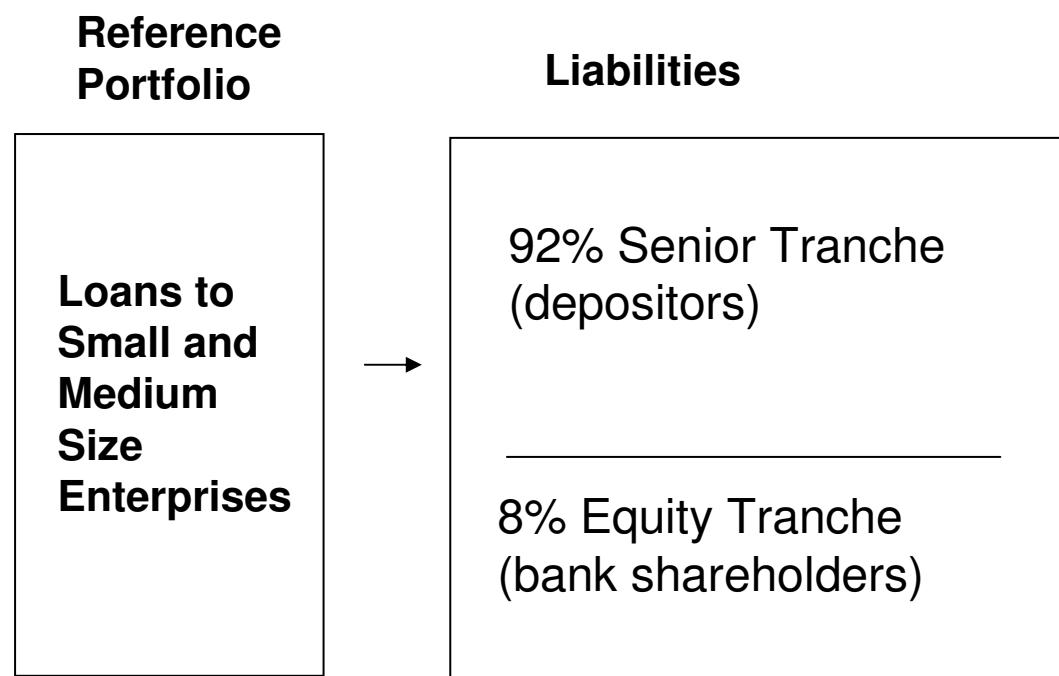 Reference
Portfolio
Liabilities
Loans to
Small and
Medium
Size
Enterprises
92% Senior Tranche
(depositors)
8% Equity Tranche
(bank shareholders)